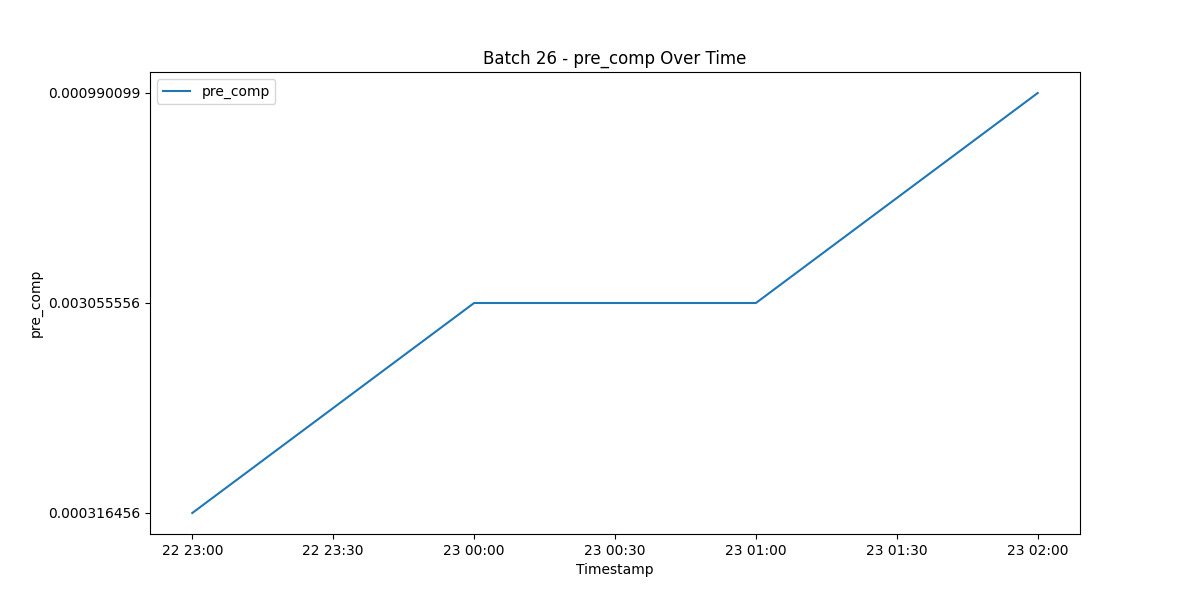 Batch 26 - pre_comp Over Time
pre_comp
0.000990099
0.003055556
0.000316456
pre_comp
22 23:00
22 23:30
23 00:00
23 00:30
23 01:00
23 01:30
23 02:00
Timestamp